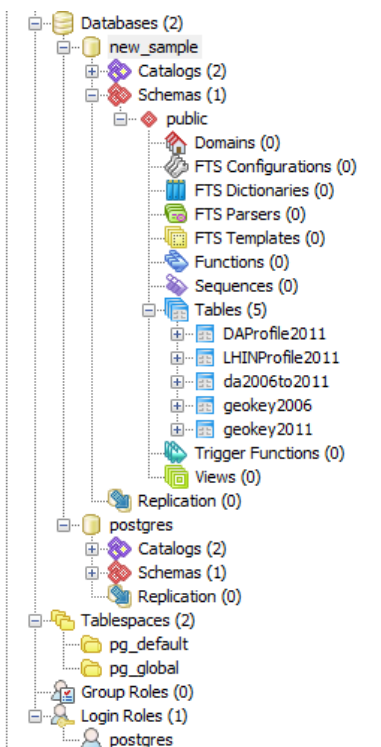 Databases (2)
new_sample
Catalogs (2)
Schemas (1)
public
Domains (0)
FTS Configurations (0)
FTS Dictionaries (0)
FTS Parsers (0)
FTS Templates (0)
Functions (0)
Sequences (0)
Tables (5)
DAProfile2011
LHINProfile2011
da2006to2011
geokey2006
geokey2011
Trigger Functions (0)
Views (0)
Replication (0)
postgres
Catalogs (2)
Schemas (1)
Replication (0)
Tablespaces (2)
pg_default
pg_global
Group Roles (0)
Login Roles (1)
postgres